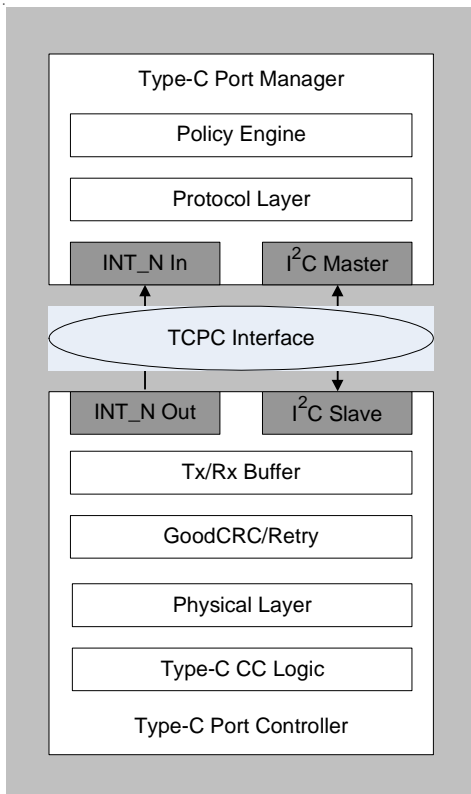 Type-C Port Manager
Policy Engine
Protocol Layer
INT_N In
I²C Master
TCPC Interface
INT_N Out
I²C Slave
Tx/Rx Buffer
GoodCRC/Retry
Physical Layer
Type-C CC Logic
Type-C Port Controller